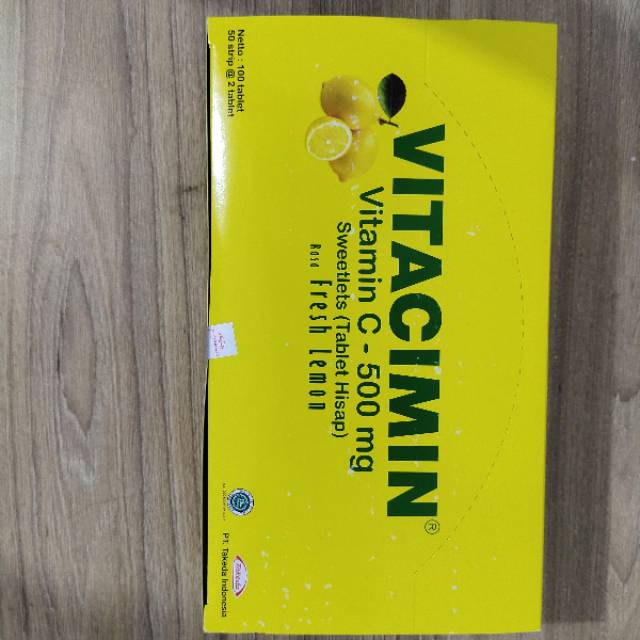 Netto : 100 tablet
50 strip @ 2 tablet
VITACIMIN®
Vitamin C - 500 mg
Sweetlets (Tablet Hisap)
Rasa Fresh Lemon
Takeda
PT. Takeda Indonesia